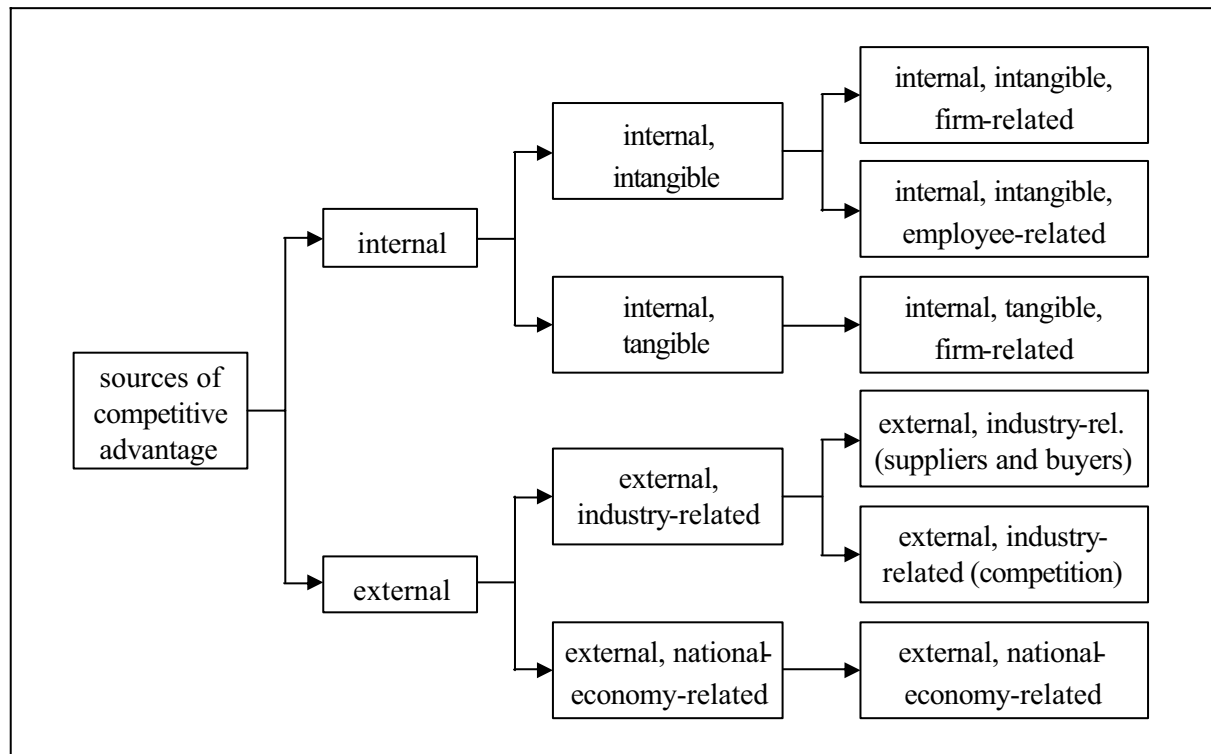 sources of
competitive
advantage
internal
external
internal,
intangible
internal,
tangible
external,
industry-related
external, national-
economy-related
internal, intangible,
firm-related
internal, intangible,
employee-related
internal, tangible,
firm-related
external, industry-rel.
(suppliers and buyers)
external, industry-
related (competition)
external, national-
economy-related